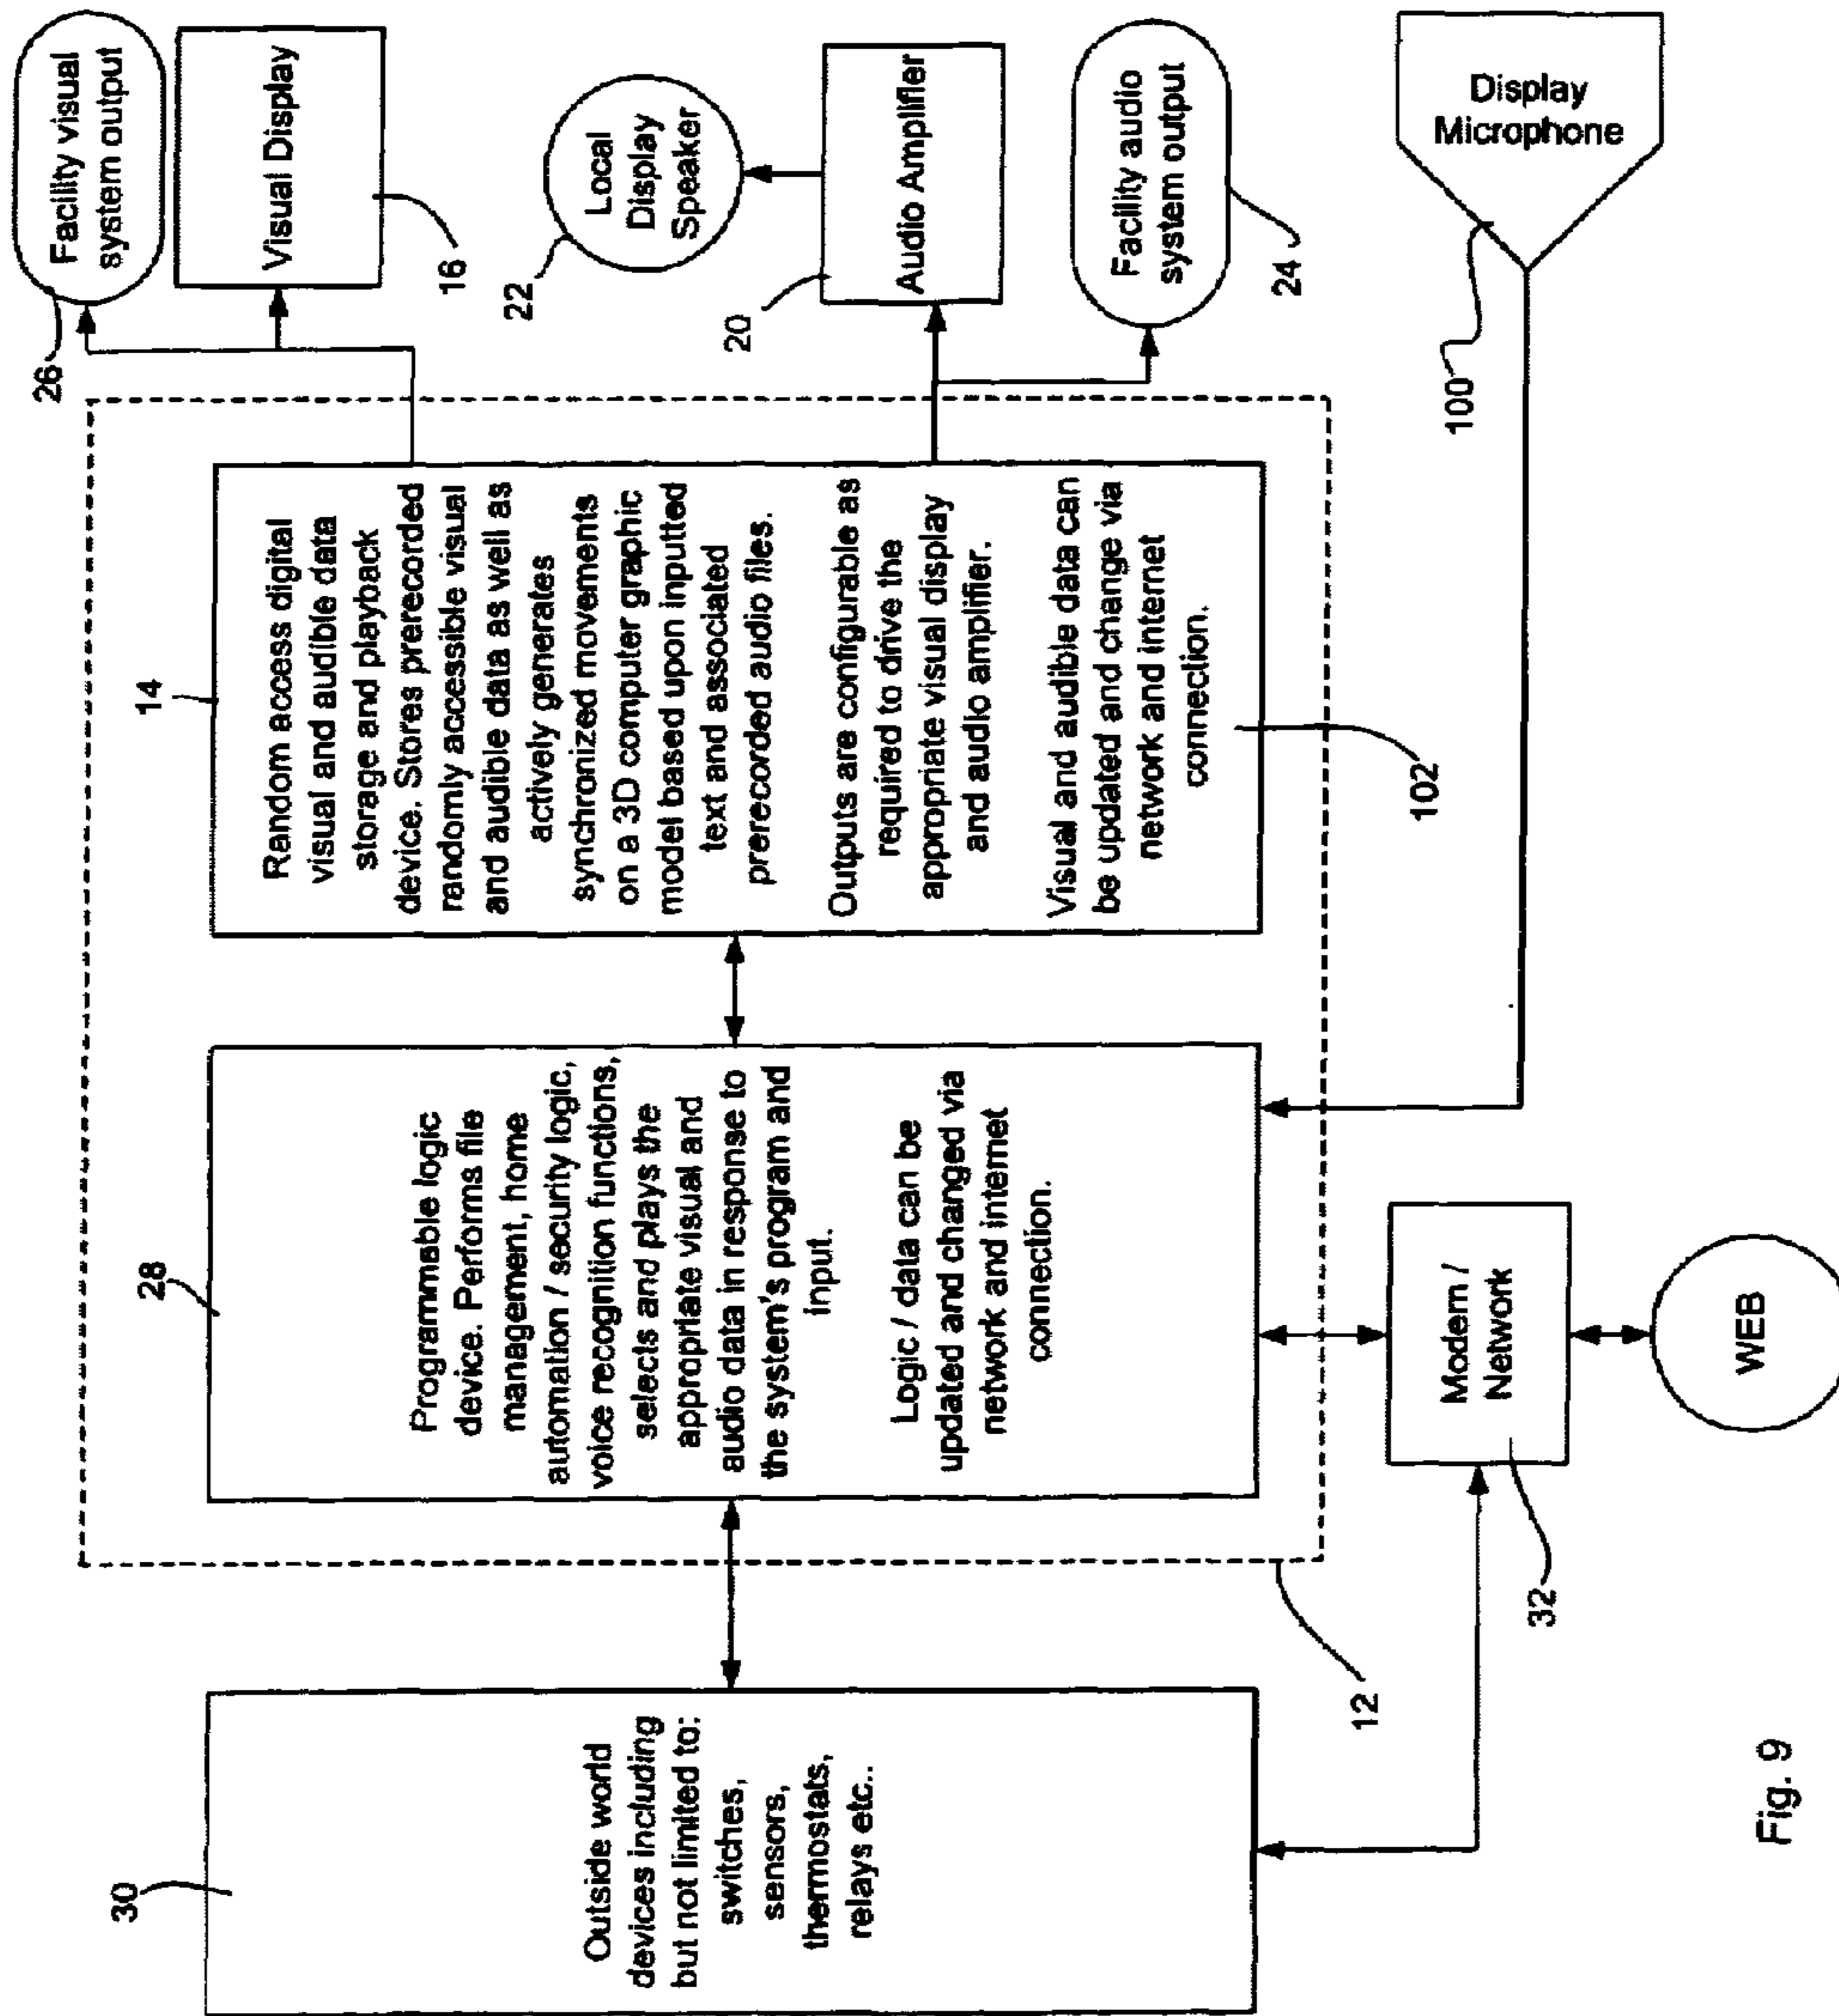 30
Outside world
devices including
but not limited to:
switches,
sensors,
thermostats,
relays etc..
28
Programmable logic
device. Performs file
management, home
automation / security logic,
voice recognition functions,
selects and plays the
appropriate visual and
audio data in response to
the system's program and
input.
Logic / data can be
updated and changed via
network and internet
connection.
14
Random access digital
visual and audible data
storage and playback
device. Stores prerecorded
randomly accessible visual
and audible data as well as
actively generates
synchronized movements
on a 3D computer graphic
model based upon inputted
text and associated
prerecorded audio files.
Outputs are configurable as
required to drive the
appropriate visual display
and audio amplifier.
Visual and audible data can
be updated and change via
network and internet
connection.
102
26
Facility visual
system output
Visual Display
16
22
Local
Display
Speaker
20
Audio Amplifier
Facility audio
system output
24
100
Display
Microphone
12
Modem /
Network
32
WEB
Fig. 9